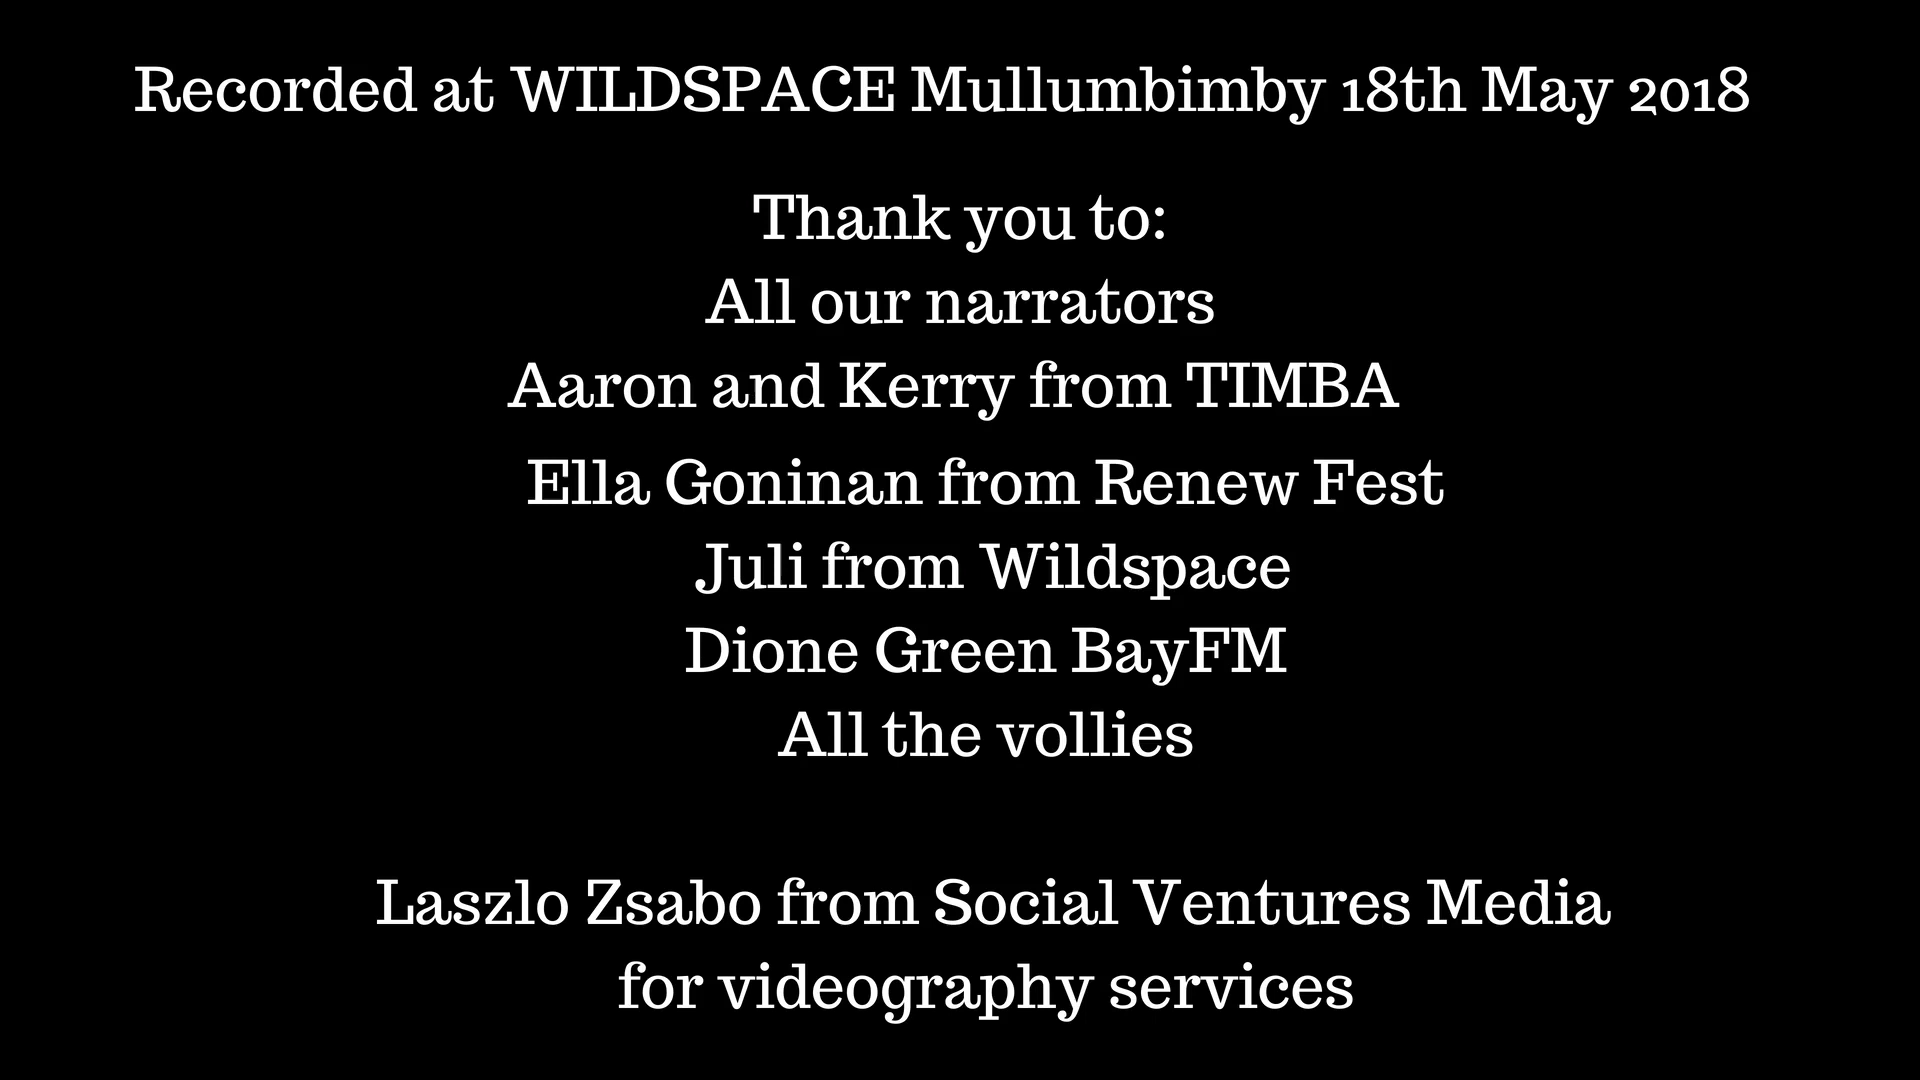 Recorded at WILDSPACE Mullumbimby 18th May 2018
Thank you to:
All our narrators
Aaron and Kerry from TIMBA
Ella Goninan from Renew Fest
Juli from Wildspace
Dione Green BayFM
All the vollies
Laszlo Zsabo from Social Ventures Media
for videography services